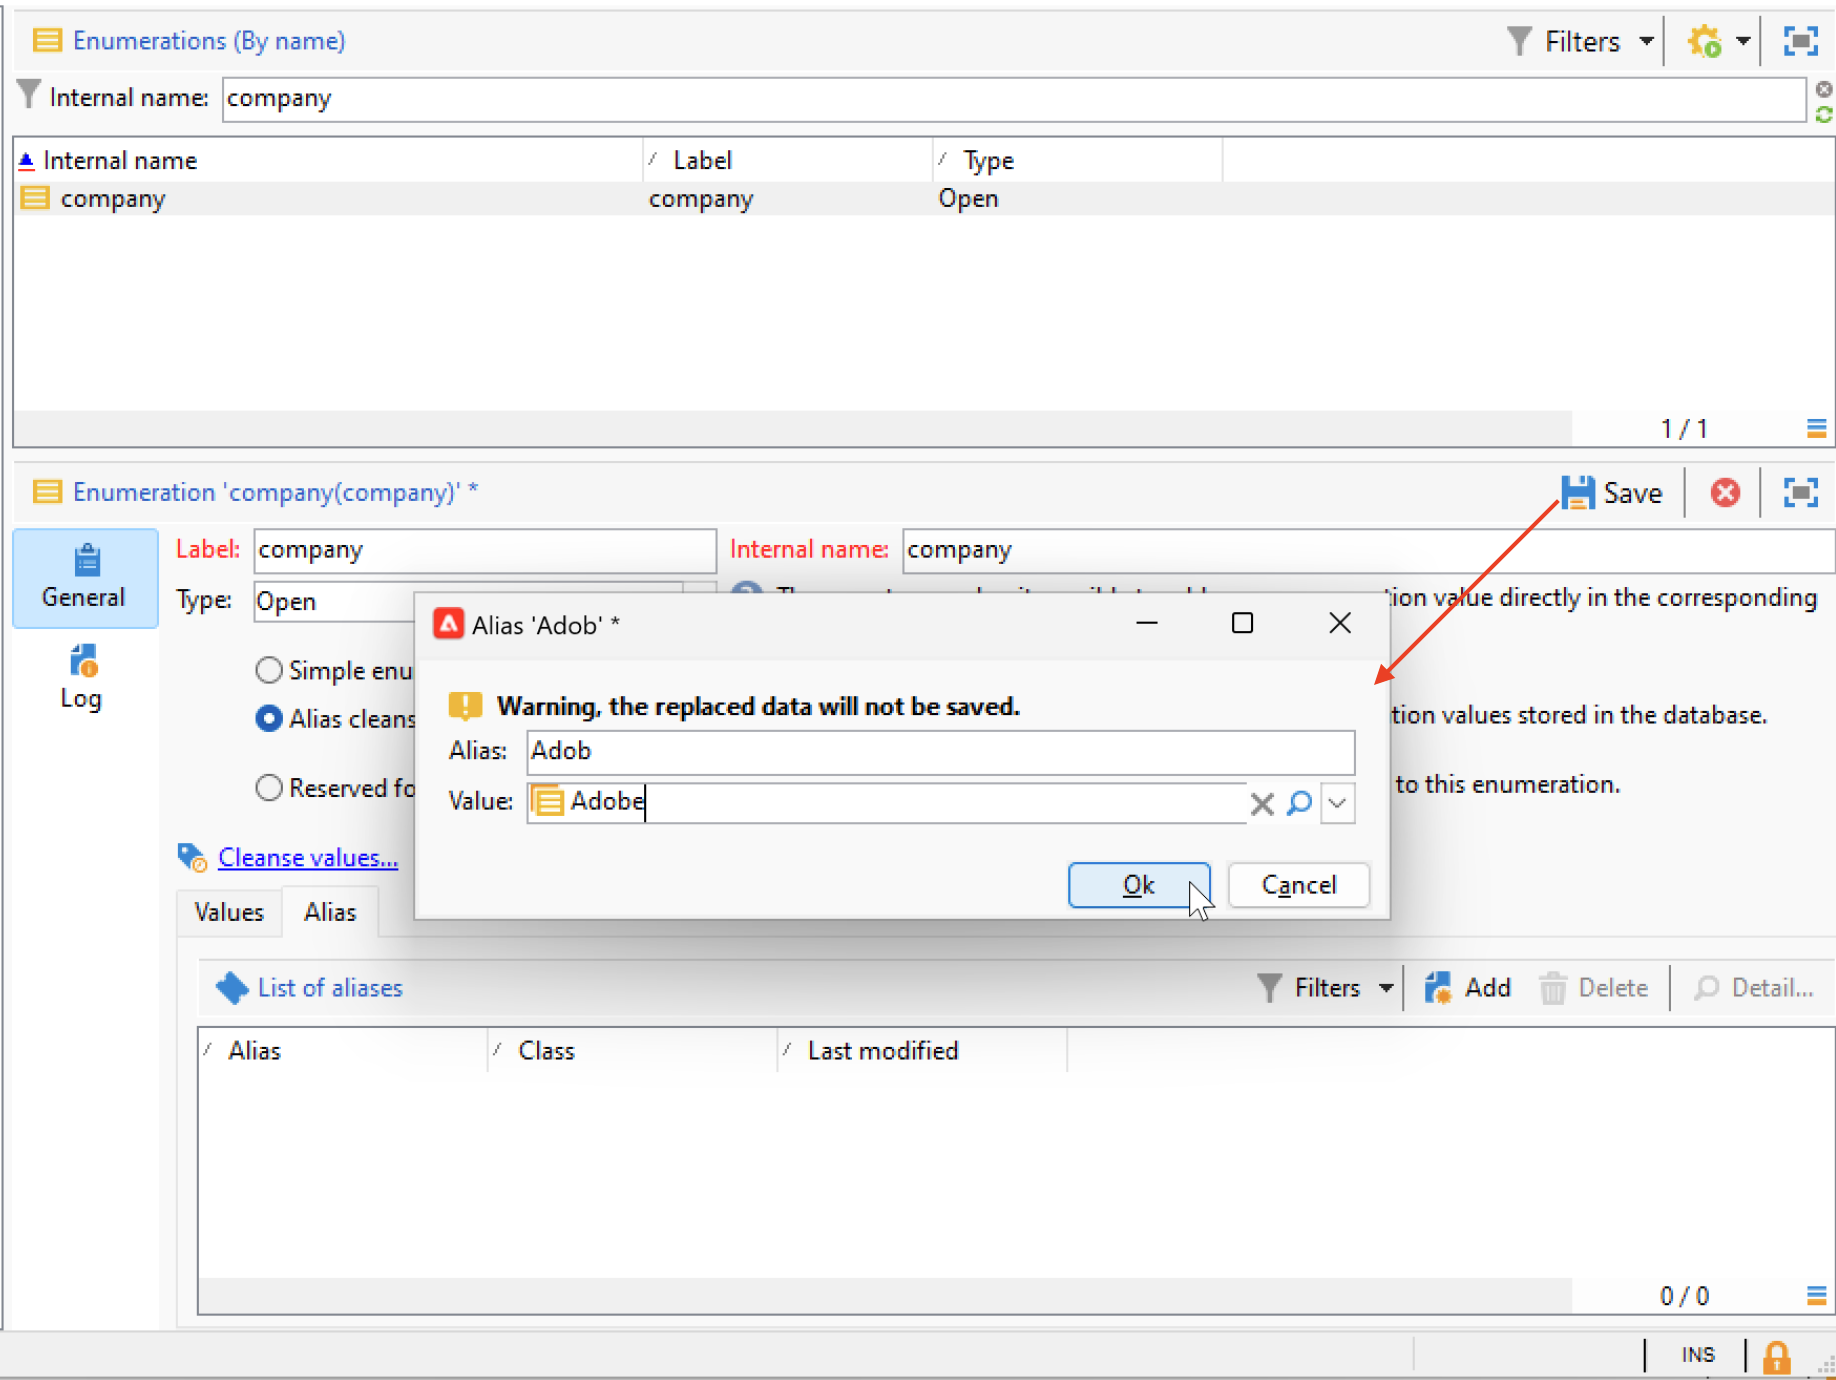 Enumerations (By name)
Filters
Internal name: company
Internal name Label Type
company company Open
1 / 1
Enumeration 'company(company)' *
Save
General
Log
Label: company Internal name: company
Type: Open
tion value directly in the corresponding
Simple enu
Alias cleans
tion values stored in the database.
Reserved fo
to this enumeration.
Alias 'Adob' *
Warning, the replaced data will not be saved.
Alias: Adob
Value: Adobe
Ok Cancel
Cleanse values...
Values Alias
List of aliases
Filters Add Delete Detail...
Alias Class Last modified
0 / 0
INS